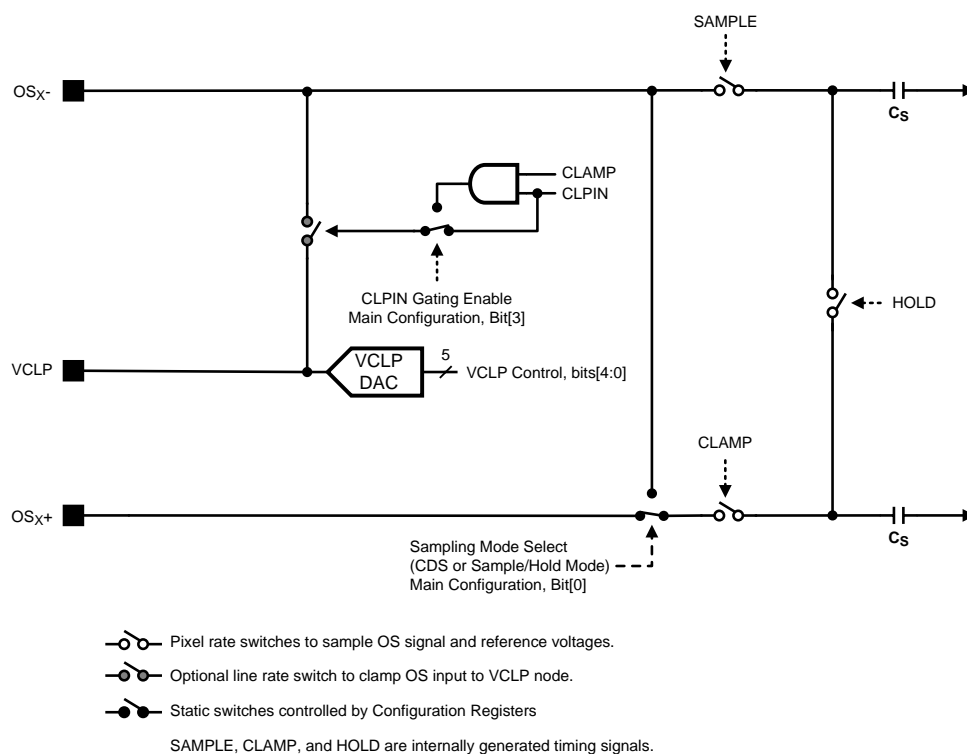 SAMPLE
OSX-
CS
CLAMP
CLPIN
CLPIN Gating Enable
Main Configuration, Bit[3]
HOLD
VCLP
VCLP
DAC
5
VCLP Control, bits[4:0]
CLAMP
OSX+
CS
Sampling Mode Select
(CDS or Sample/Hold Mode)
Main Configuration, Bit[0]
Pixel rate switches to sample OS signal and reference voltages.
Optional line rate switch to clamp OS input to VCLP node.
Static switches controlled by Configuration Registers
SAMPLE, CLAMP, and HOLD are internally generated timing signals.